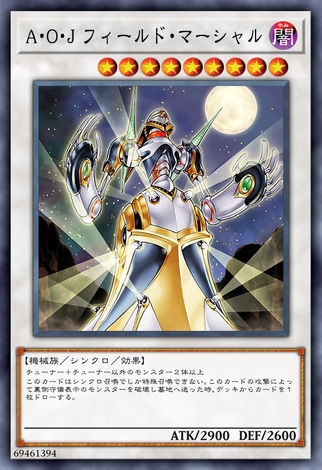 A・O・J フィールド・マーシャル
闇
やみ
【機械族／シンクロ／効果】
チューナー＋チューナー以外のモンスター２体以上
このカードはシンクロ召喚でしか特殊召喚できない。このカードの攻撃によっ
て裏側守備表示のモンスターを破壊し墓地へ送った時、デッキからカードを１
枚ドローする。
ATK/2900 DEF/2600
69461394